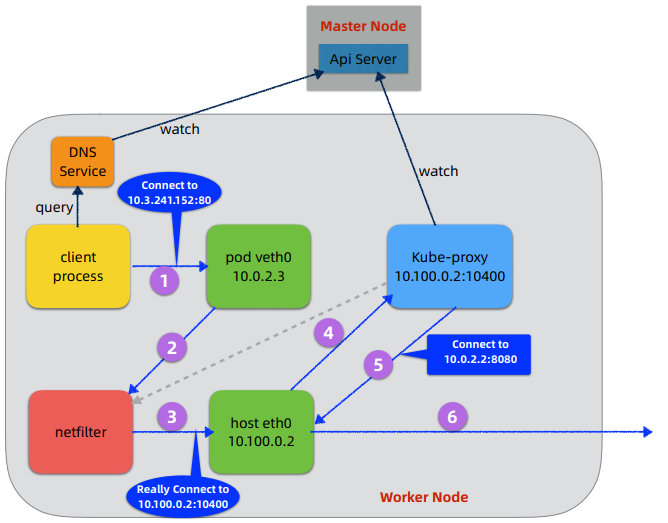 Master Node
Api Server
watch
DNS
Service
watch
Connect to
10.3.241.152:80
query
client
process
1
pod veth0
10.0.2.3
Kube-proxy
10.100.0.2:10400
2
4
5
Connect to
10.0.2.2:8080
netfilter
3
host eth0
10.100.0.2
6
Really Connect to
10.100.0.2:10400
Worker Node